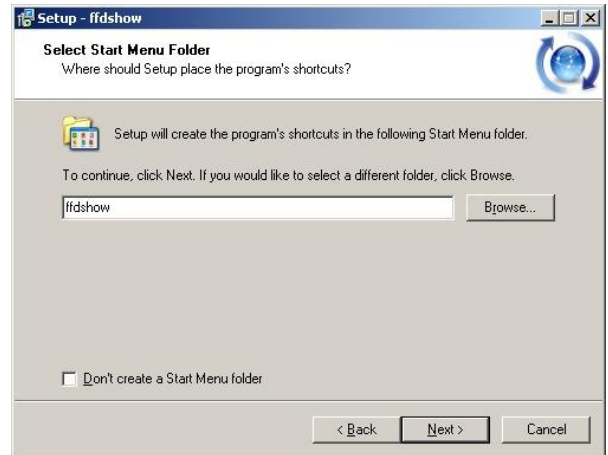 Setup - ffdshow
Select Start Menu Folder
Where should Setup place the program's shortcuts?
Setup will create the program's shortcuts in the following Start Menu folder.
To continue, click Next. If you would like to select a different folder, click Browse.
ffdshow
Browse...
Don't create a Start Menu folder
< Back
Next >
Cancel